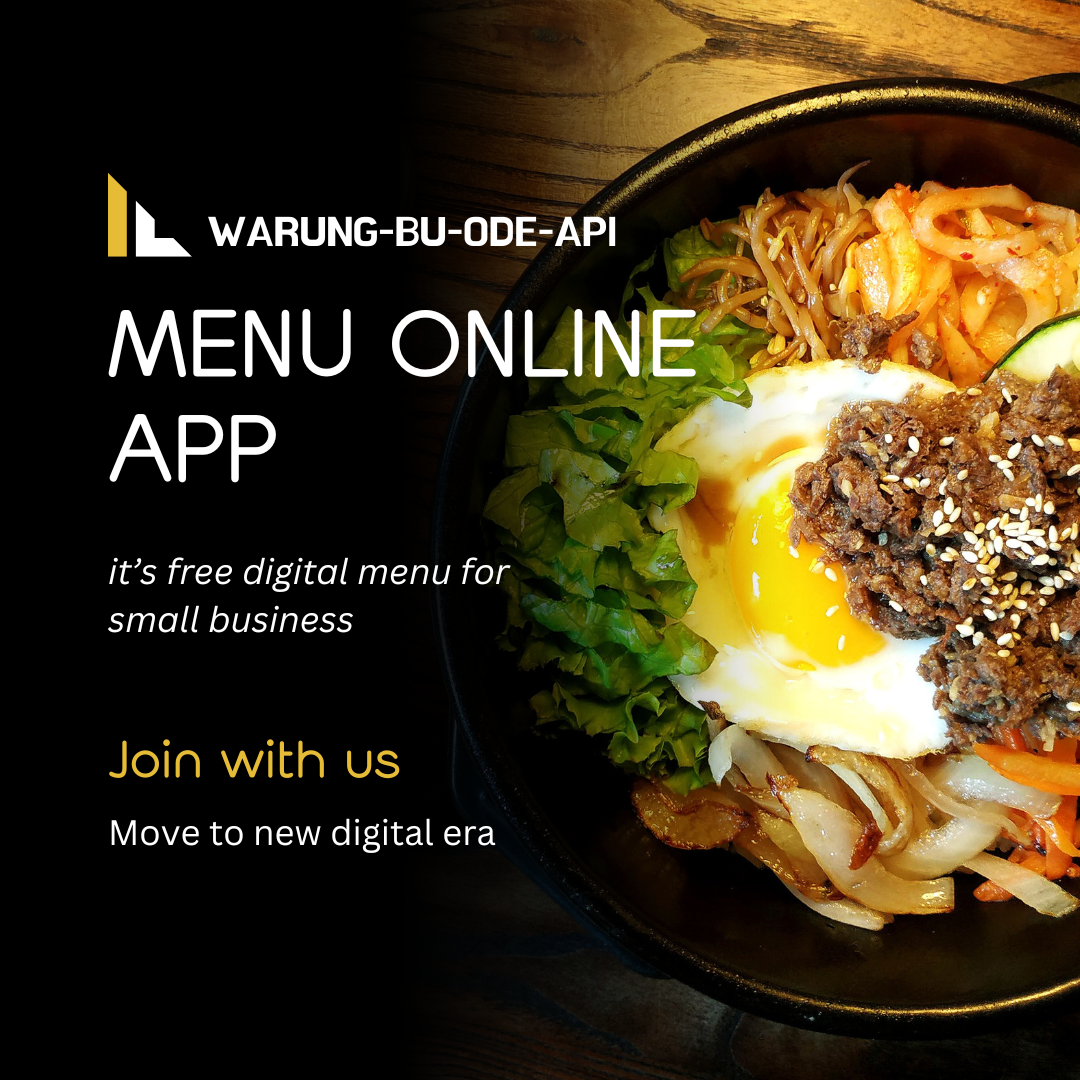 WARUNG-BU-ODE-API
MENU ONLINE
APP
it's free digital menu for
small business
Join with us
Move to new digital era